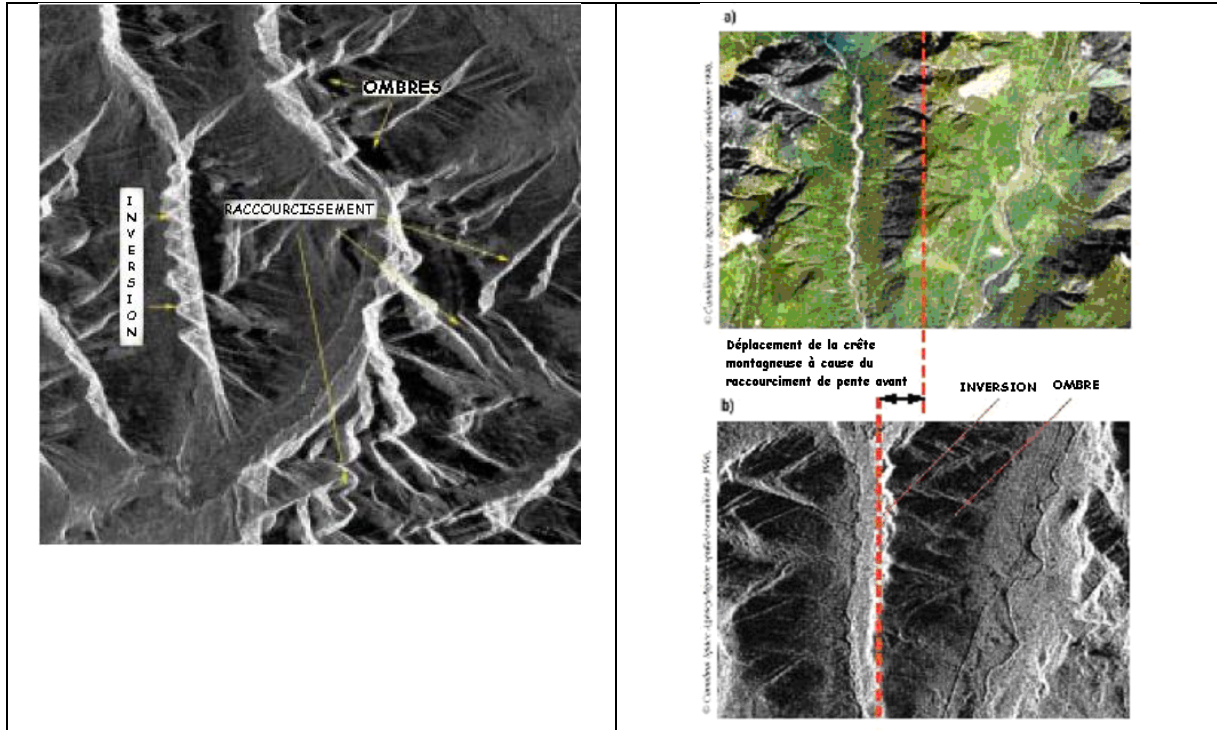 OMBRES
RACCOURCISSEMENT
INVERSION
a)
Déplacement de la crête
montagneuse à cause du
raccourciment de pente avant
INVERSION OMBRE
b)